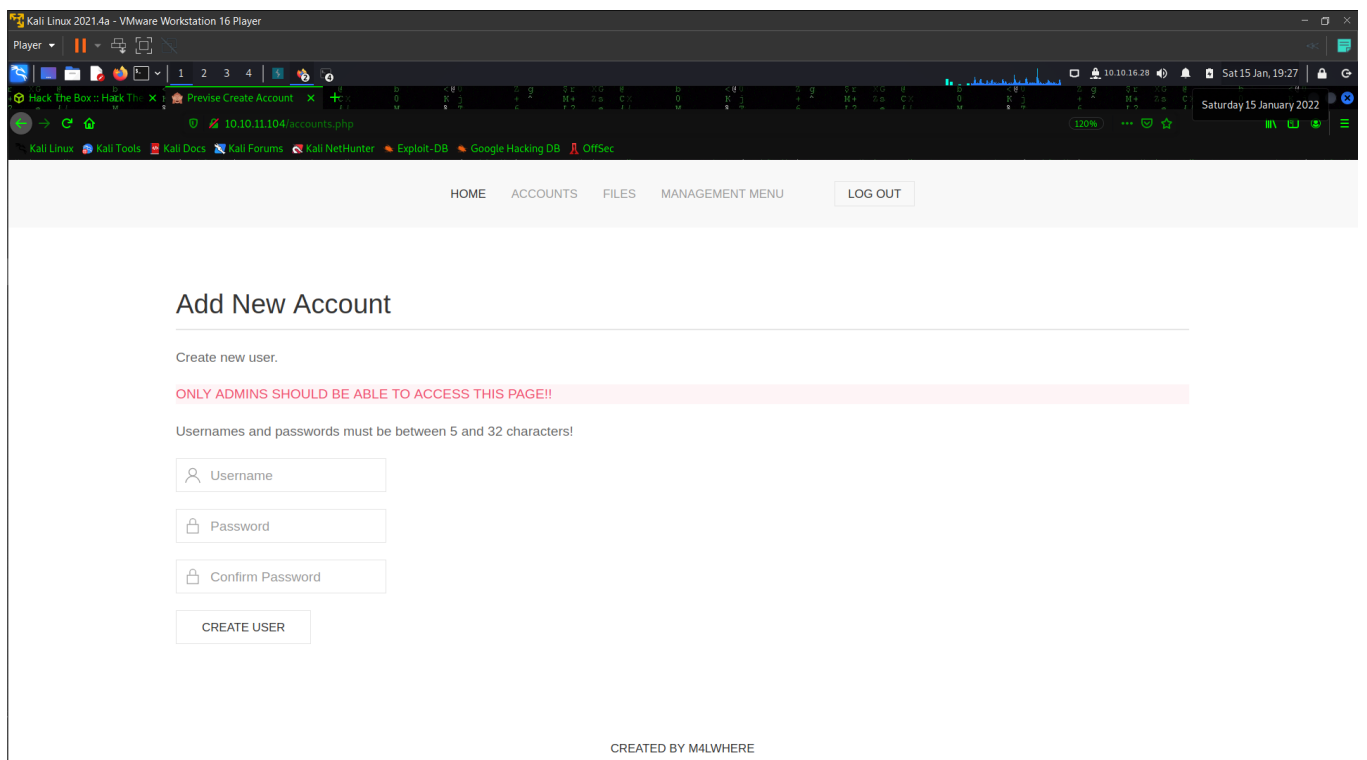 Kali Linux 2021.4a - VMware Workstation 16 Player
Player
1 2 3 4
10.10.16.28
Sat 15 Jan, 19:27
Hack The Box :: Hack The
Previse Create Account
Saturday 15 January 2022
10.10.11.104/accounts.php
120%
Kali Linux Kali Tools Kali Docs Kali Forums Kali NetHunter Exploit-DB Google Hacking DB OffSec
HOME ACCOUNTS FILES MANAGEMENT MENU LOG OUT
Add New Account
Create new user.
ONLY ADMINS SHOULD BE ABLE TO ACCESS THIS PAGE!!
Usernames and passwords must be between 5 and 32 characters!
Username
Password
Confirm Password
CREATE USER
CREATED BY M4LWHERE